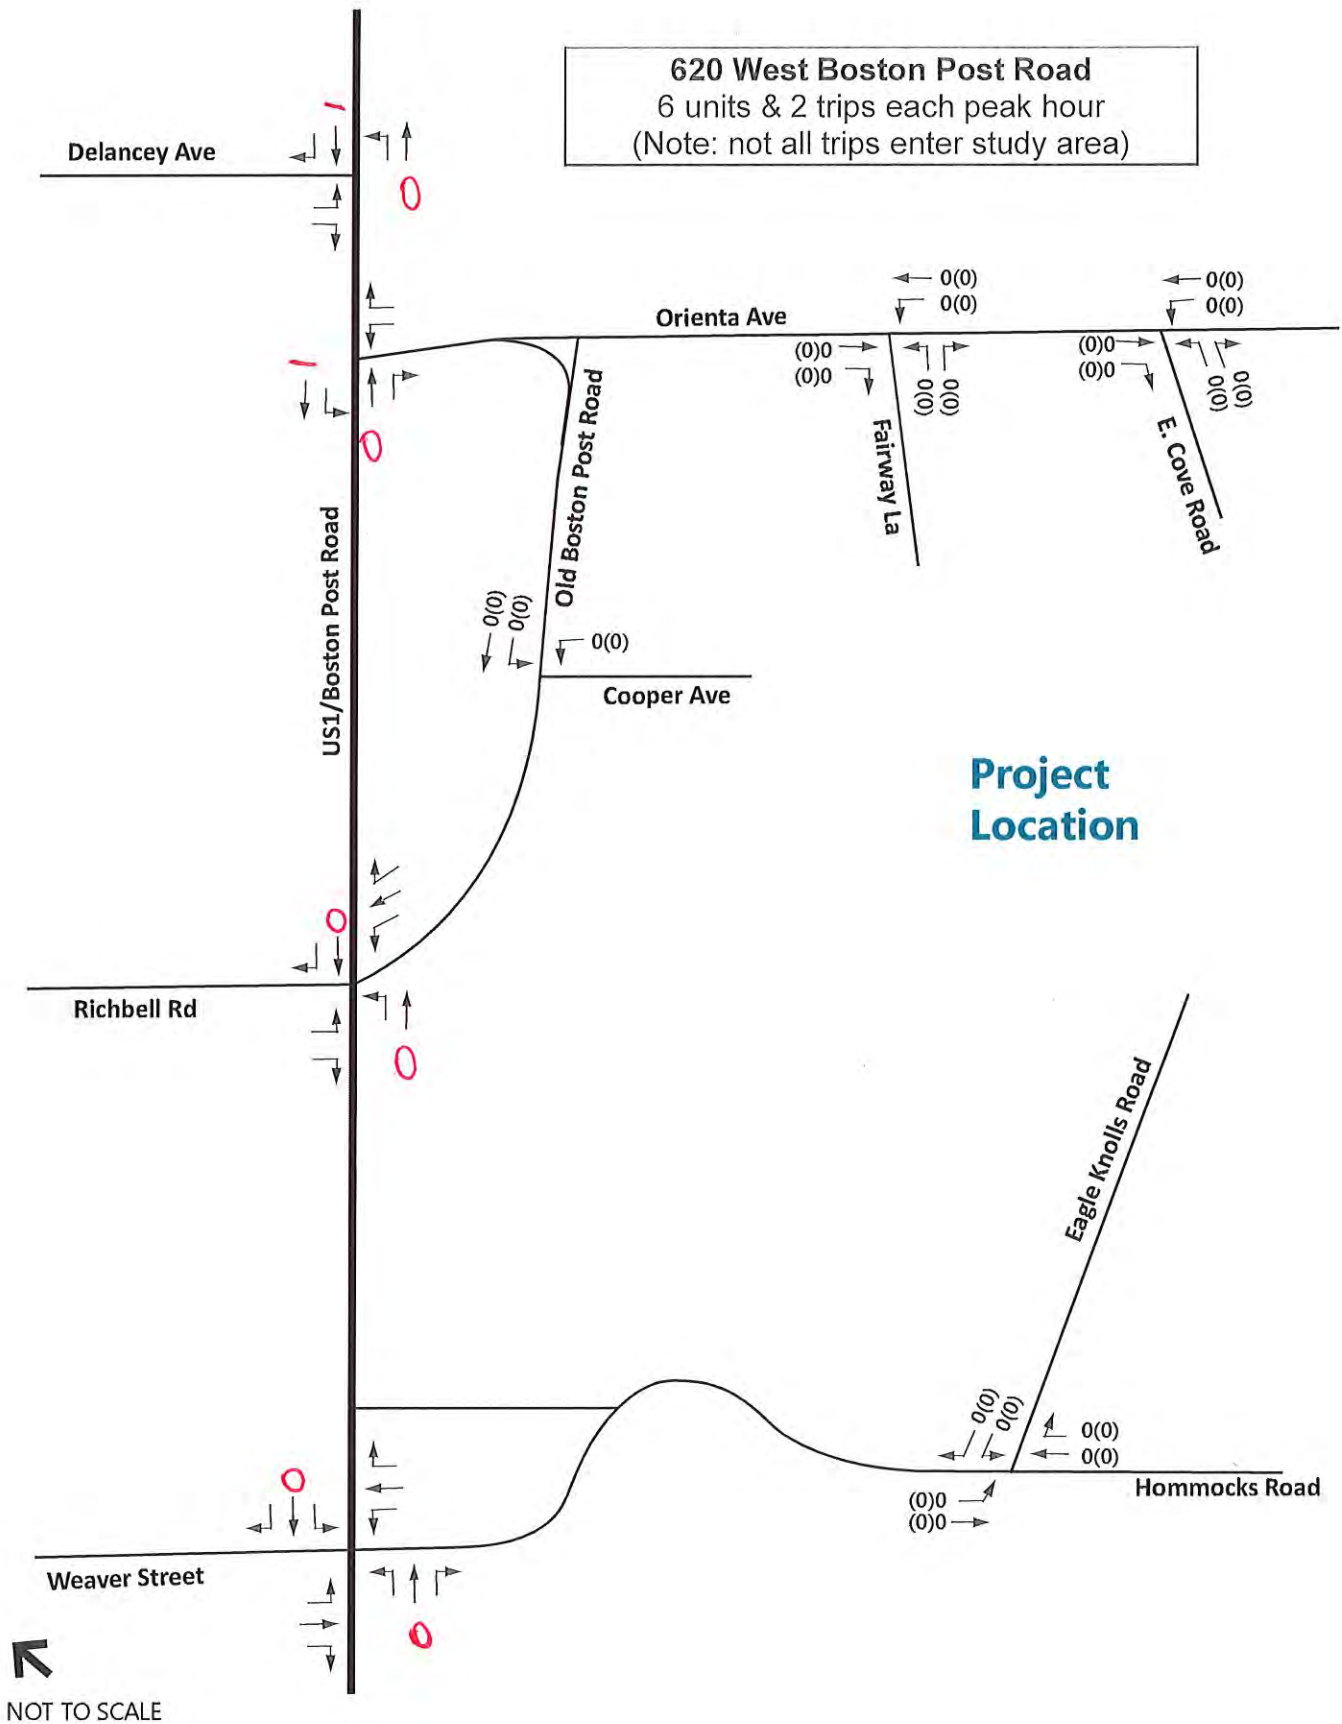 620 West Boston Post Road
6 units & 2 trips each peak hour
(Note: not all trips enter study area)
1
Delancey Ave
0
0(0)
0(0)
0(0)
0(0)
Orienta Ave
(0)0
(0)0
0(0)
0(0)
(0)0
(0)0
0(0)
0(0)
1
0
Fairway La
E. Cove Road
Old Boston Post Road
US1/Boston Post Road
0(0)
0(0)
0(0)
Cooper Ave
Project
Location
0
Richbell Rd
0
Eagle Knolls Road
0(0)
0(0)
0(0)
0(0)
Hommocks Road
(0)0
(0)0
0
Weaver Street
0
NOT TO SCALE